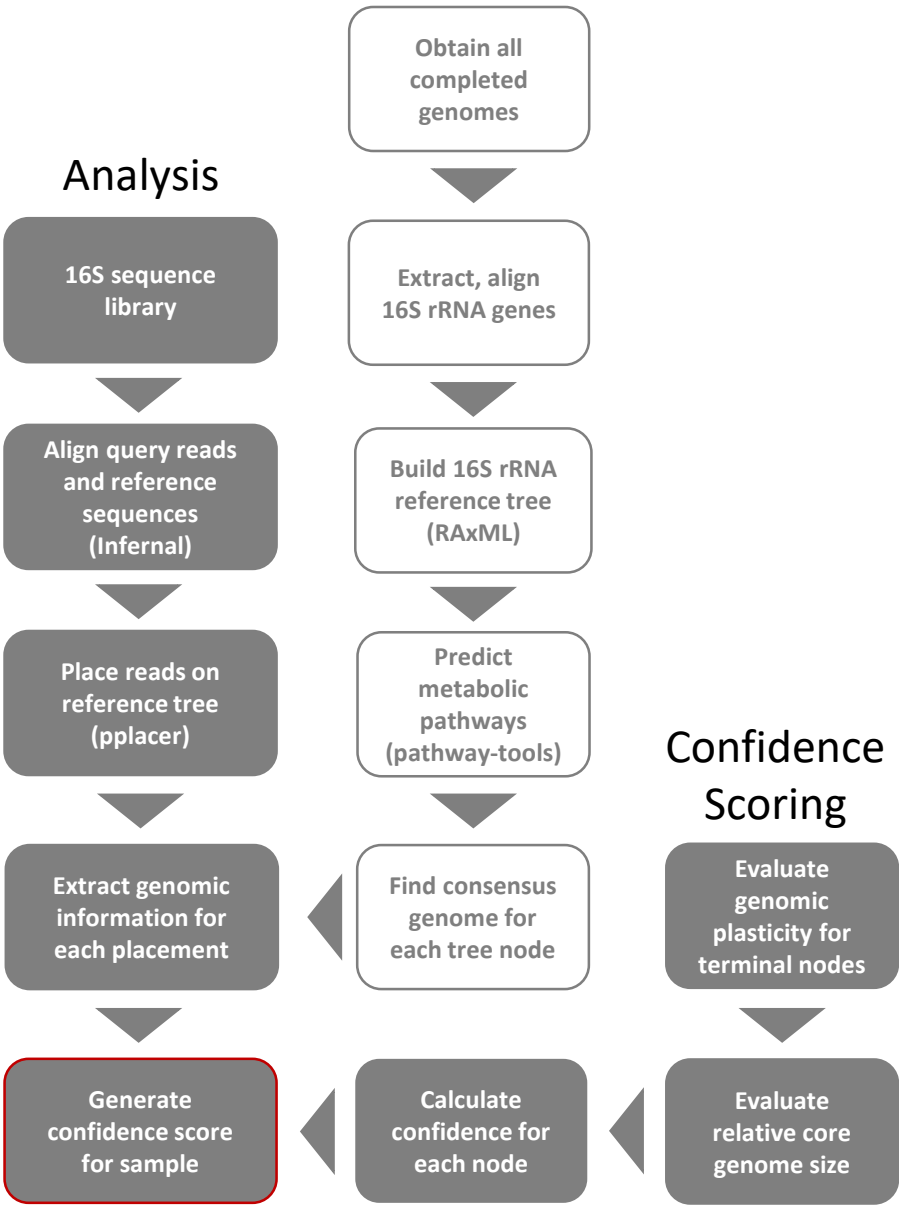 Obtain all
completed
genomes
Analysis
16S sequence
library
Extract, align
16S rRNA genes
Align query reads
and reference
sequences
(Infernal)
Build 16S rRNA
reference tree
(RAxML)
Place reads on
reference tree
(pplacer)
Predict
metabolic
pathways
(pathway-tools)
Confidence
Scoring
Extract genomic
information for
each placement
Find consensus
genome for
each tree node
Evaluate
genomic
plasticity for
terminal nodes
Generate
confidence score
for sample
Calculate
confidence for
each node
Evaluate
relative core
genome size